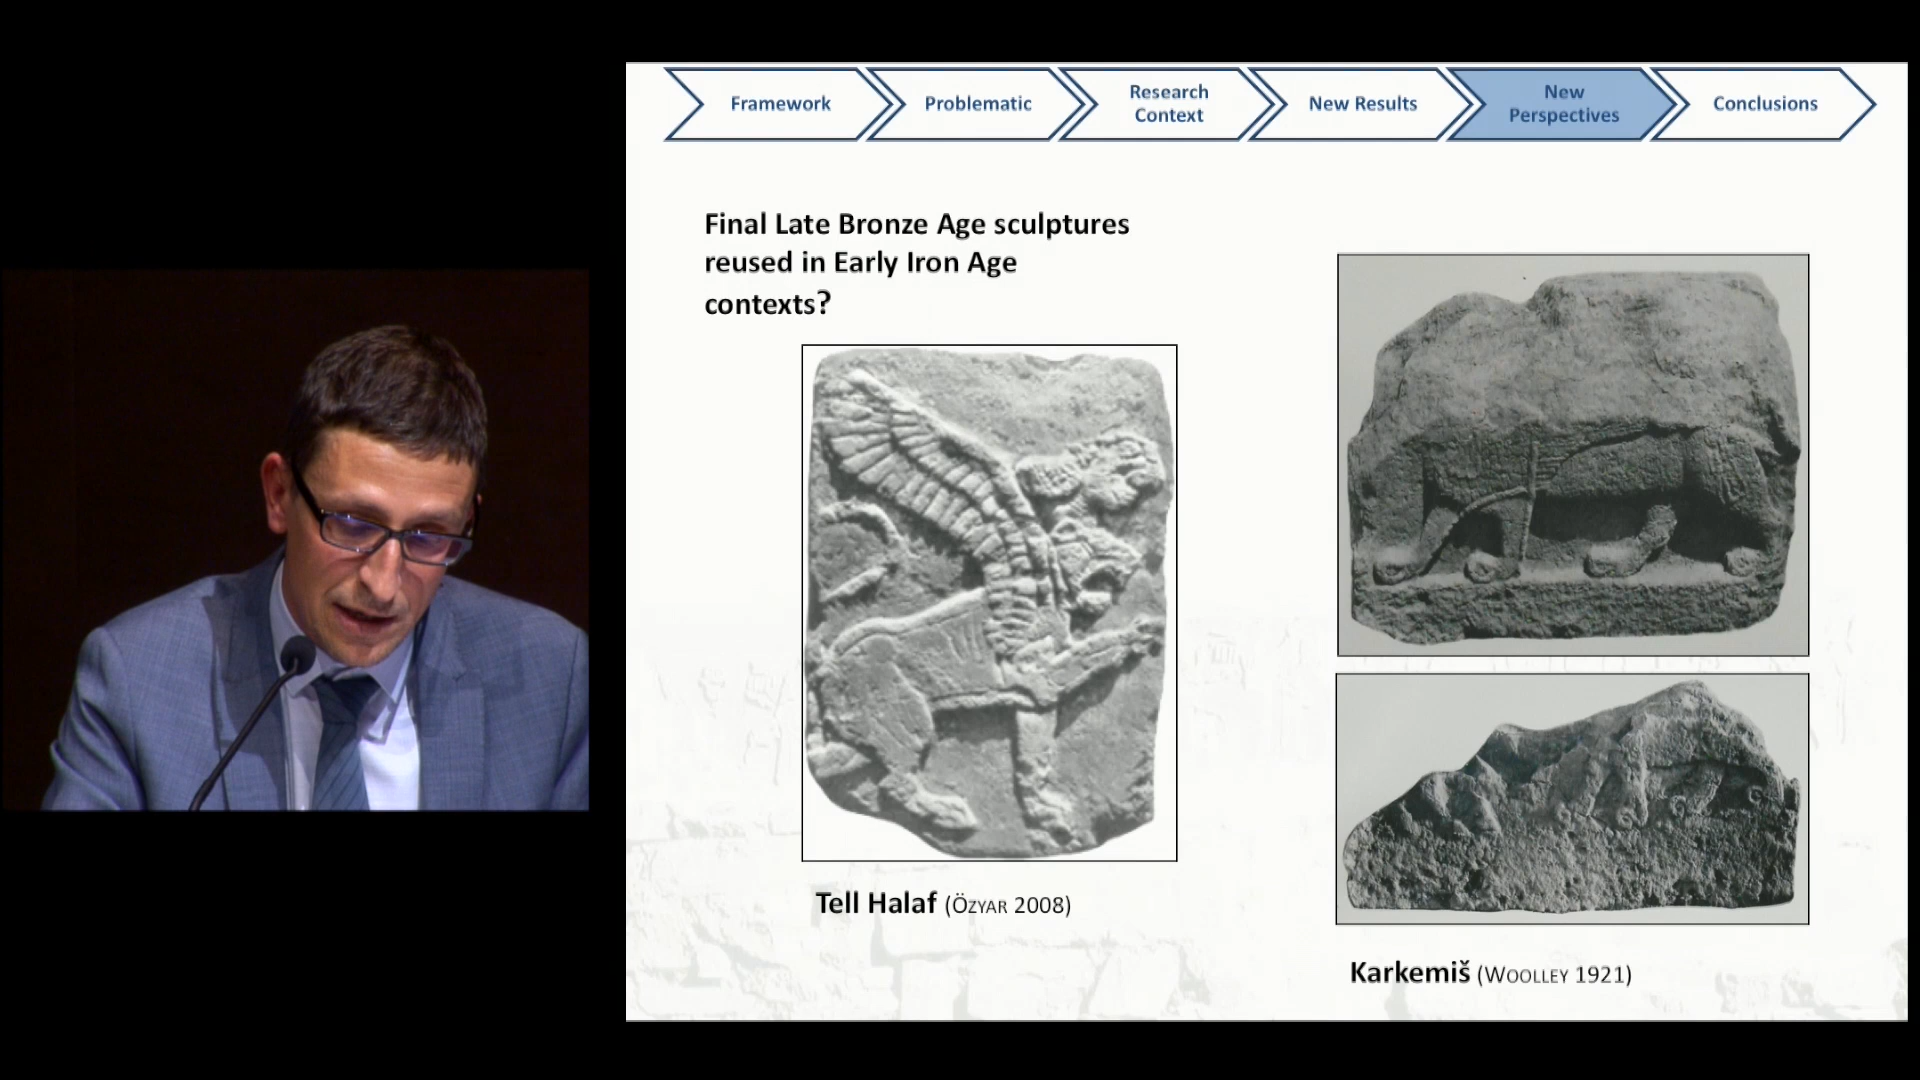 Framework
Problematic
Research
Context
New Results
New
Perspectives
Conclusions
Final Late Bronze Age sculptures
reused in Early Iron Age
contexts?
Tell Halaf (Özyar 2008)
Karkemiš (Woolley 1921)